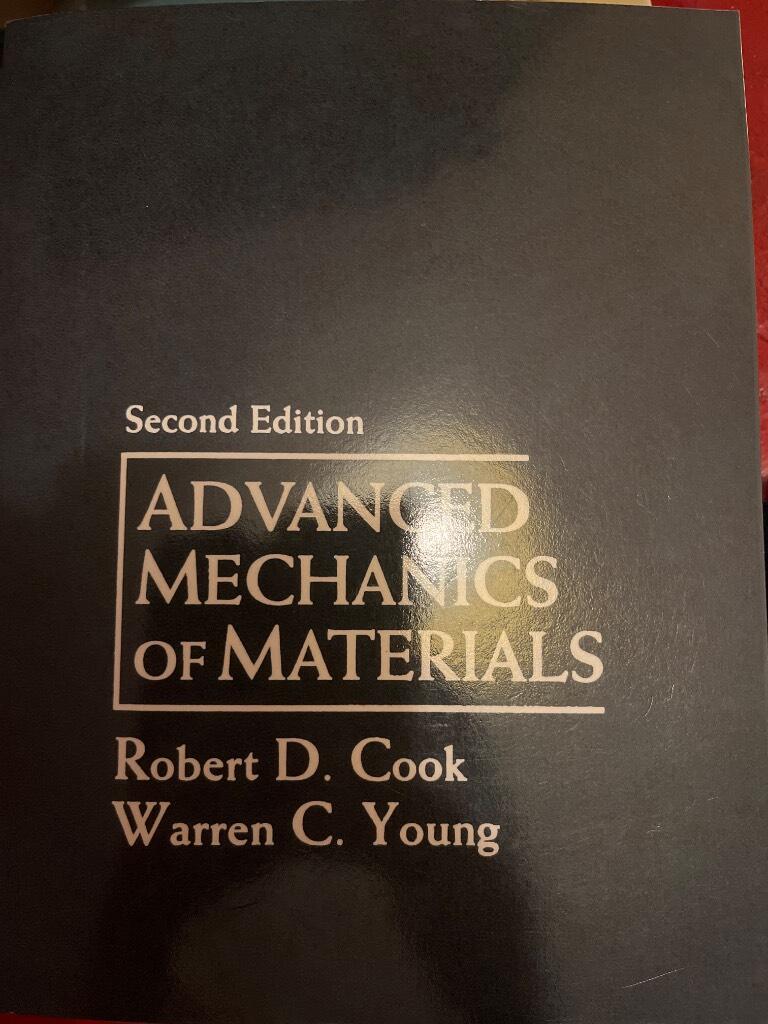 Second Edition
ADVANCED
MECHANICS
OF MATERIALS
Robert D. Cook
Warren C. Young